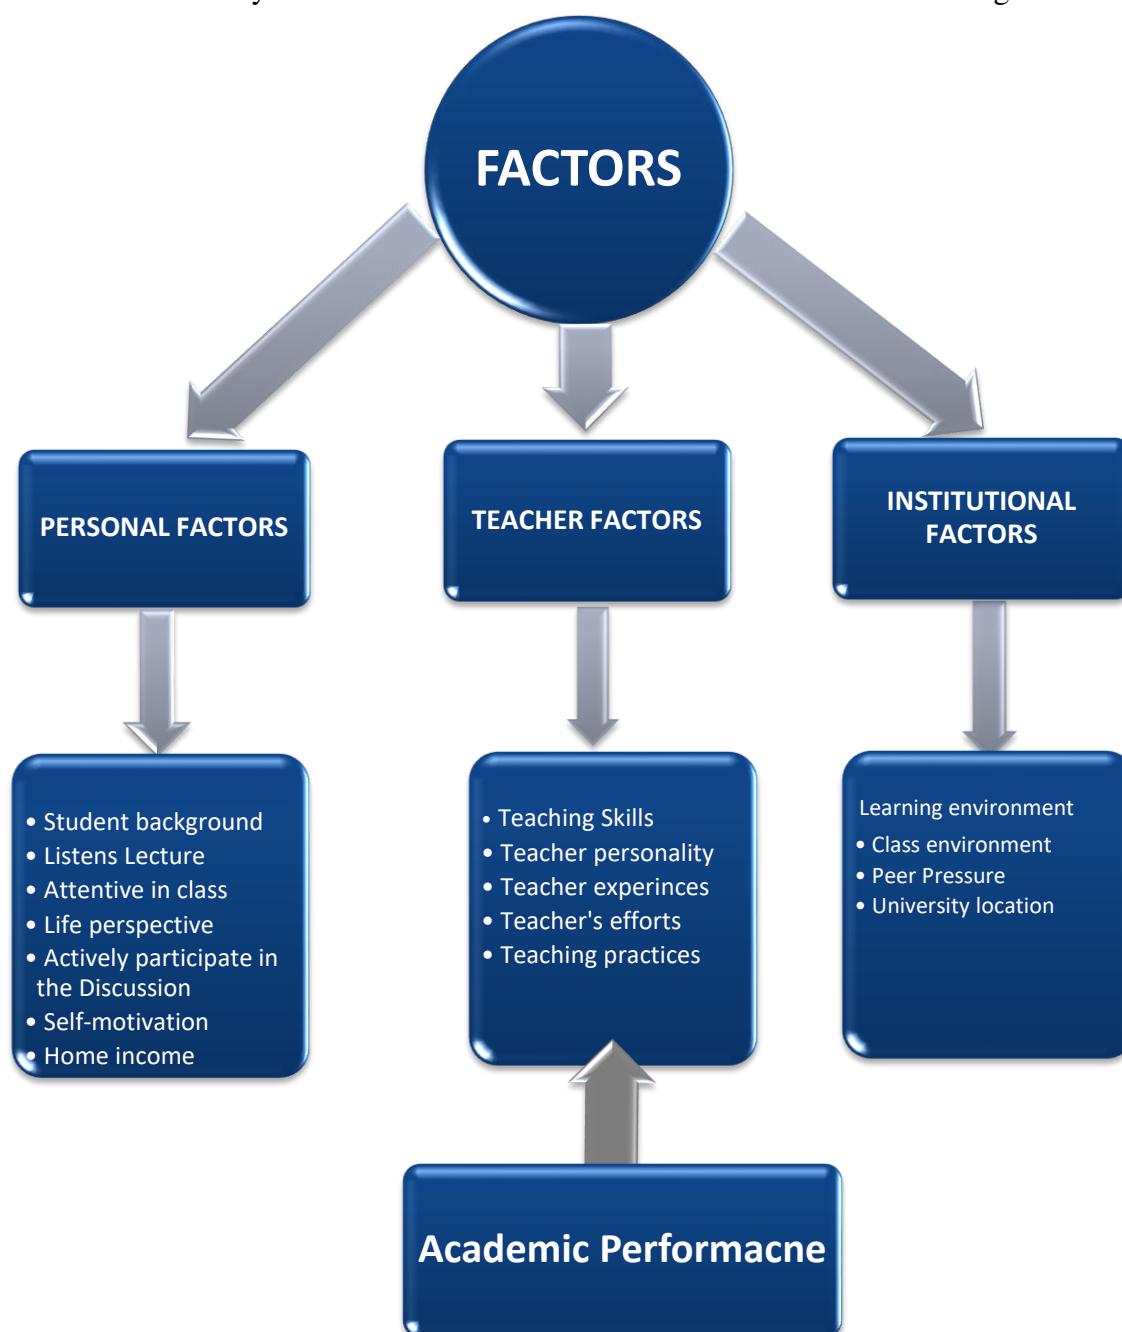 FACTORS
PERSONAL FACTORS
TEACHER FACTORS
INSTITUTIONAL
FACTORS
• Student background
• Listens Lecture
• Attentive in class
• Life perspective
• Actively participate in
the Discussion
• Self-motivation
• Home income
• Teaching Skills
• Teacher personality
• Teacher experinces
• Teacher's efforts
• Teaching practices
Learning environment
• Class environment
• Peer Pressure
• University location
Academic Performacne